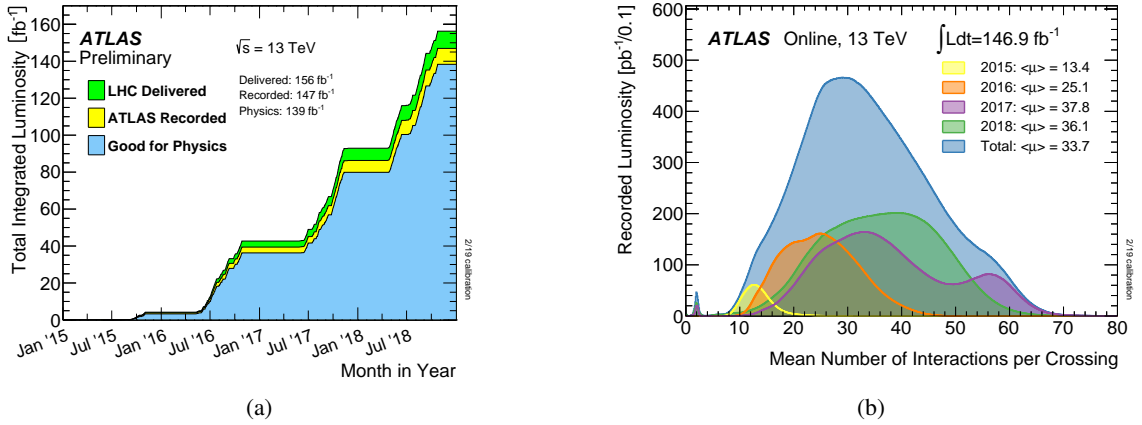 Total Integrated Luminosity [fb⁻¹]
160
140
120
100
80
60
40
20
0
ATLAS
Preliminary
√s = 13 TeV
Delivered: 156 fb⁻¹
Recorded: 147 fb⁻¹
Physics: 139 fb⁻¹
LHC Delivered
ATLAS Recorded
Good for Physics
2/19 calibration
Jan '15
Jul '15
Jan '16
Jul '16
Jan '17
Jul '17
Jan '18
Jul '18
Month in Year
(a)
Recorded Luminosity [pb⁻¹/0.1]
600
500
400
300
200
100
0
ATLAS Online, 13 TeV ∫Ldt=146.9 fb⁻¹
2015: <μ> = 13.4
2016: <μ> = 25.1
2017: <μ> = 37.8
2018: <μ> = 36.1
Total: <μ> = 33.7
2/19 calibration
0 10 20 30 40 50 60 70 80
Mean Number of Interactions per Crossing
(b)